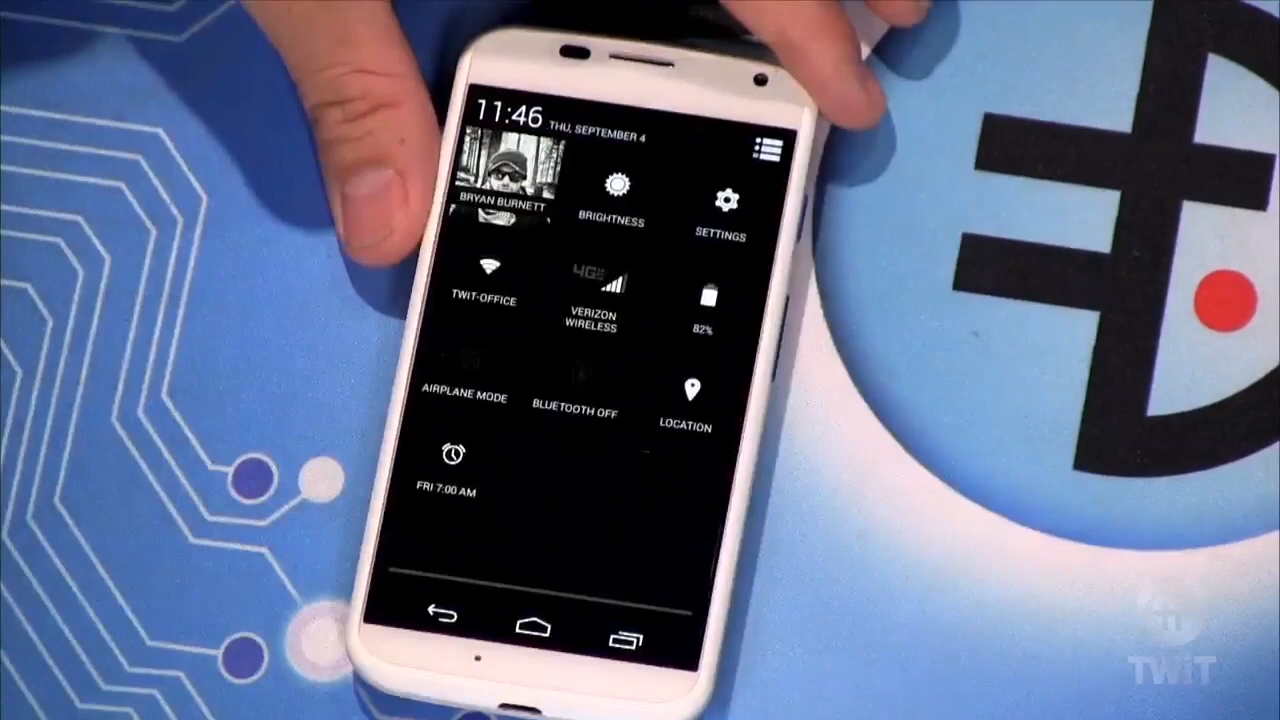 11:46 THU, SEPTEMBER 4
BRYAN BURNETT
BRIGHTNESS
SETTINGS
TWIT-OFFICE
4G
VERIZON
WIRELESS
82%
AIRPLANE MODE
BLUETOOTH OFF
LOCATION
FRI 7:00 AM
TWiT